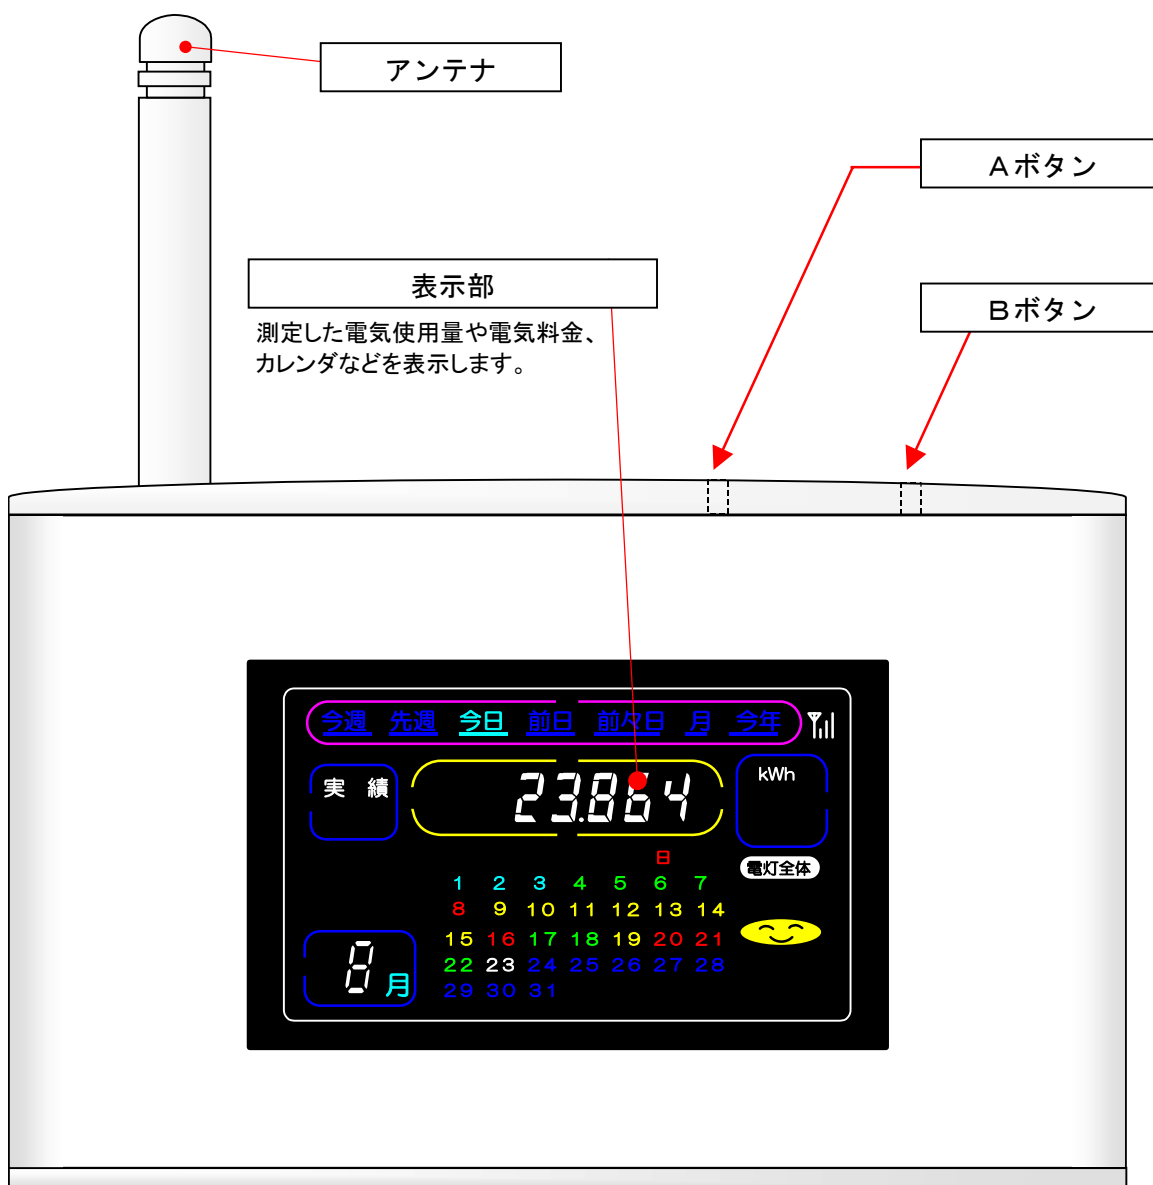 アンテナ
Aボタン
表示部
Bボタン
測定した電気使用量や電気料金、
カレンダなどを表示します。
今週 先週 今日 前日 前々日 月 今年
実績 23.864 kWh
日
電灯全体
1 2 3 4 5 6 7
8 9 10 11 12 13 14
15 16 17 18 19 20 21
22 23 24 25 26 27 28
29 30 31
8月